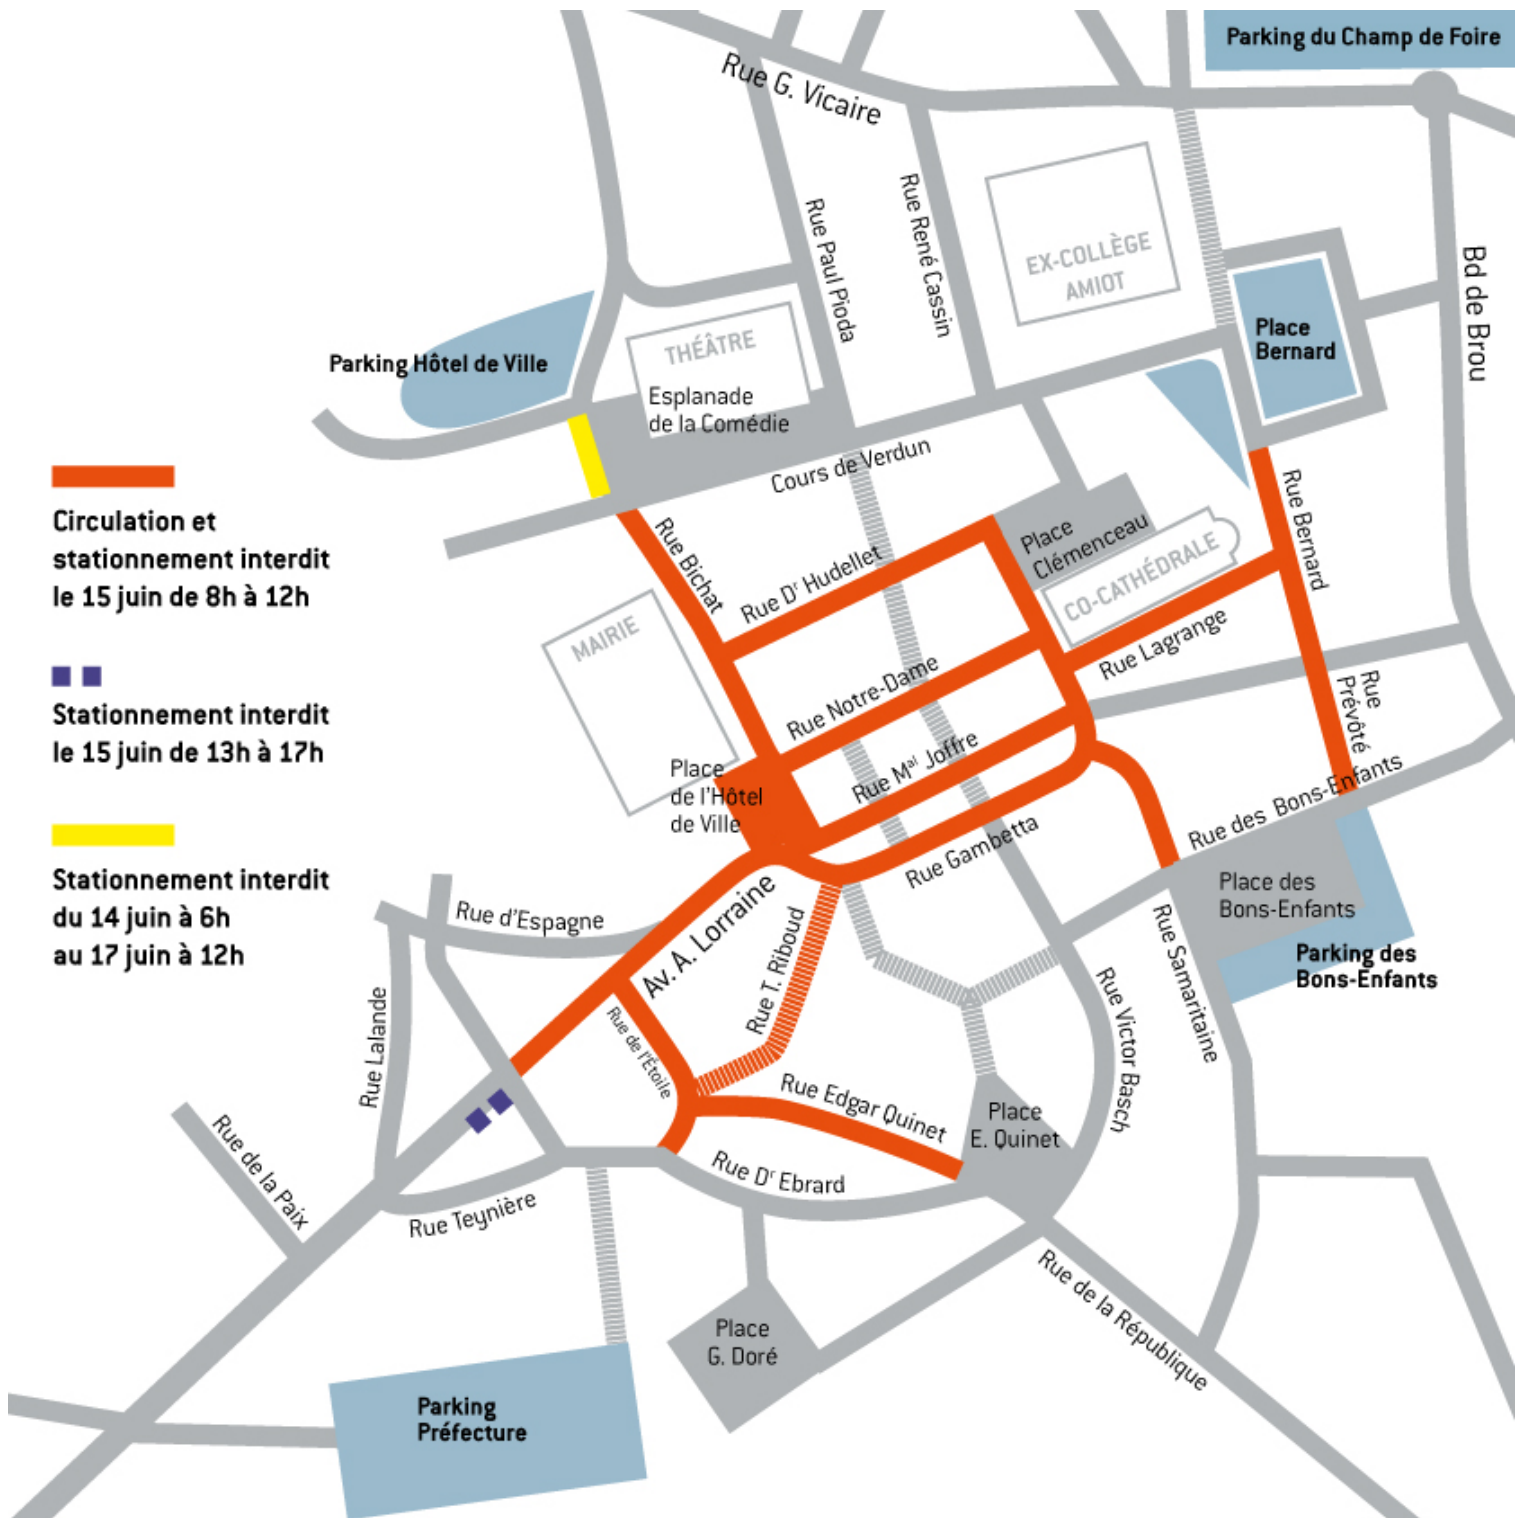 Parking du Champ de Foire
Rue G. Vicaire
Rue Paul Pioda
Rue René Cassin
EX-COLLÈGE
AMIOT
Bd de Brou
Place
Bernard
THÉÂTRE
Parking Hôtel de Ville
Esplanade
de la Comédie
Cours de Verdun
Circulation et
stationnement interdit
le 15 juin de 8h à 12h
Stationnement interdit
le 15 juin de 13h à 17h
Stationnement interdit
du 14 juin à 6h
au 17 juin à 12h
Rue Bichat
Rue Dr Hudellet
Place
Clémenceau
CO-CATHÉDRALE
Rue Bernard
MAIRIE
Rue Notre-Dame
Rue Lagrange
Rue
Prévôté
Place
de l'Hôtel
de Ville
Rue Mal Joffre
Rue Gambetta
Rue des Bons-Enfants
Place des
Bons-Enfants
Parking des
Bons-Enfants
Rue d'Espagne
Av. A. Lorraine
Rue T. Riboud
Rue de l'Étoile
Rue Lalande
Rue Samaritaine
Rue Victor Basch
Rue Edgar Quinet
Place
E. Quinet
Rue de la Paix
Rue Teynière
Rue Dr Ebrard
Rue de la République
Place
G. Doré
Parking
Préfecture